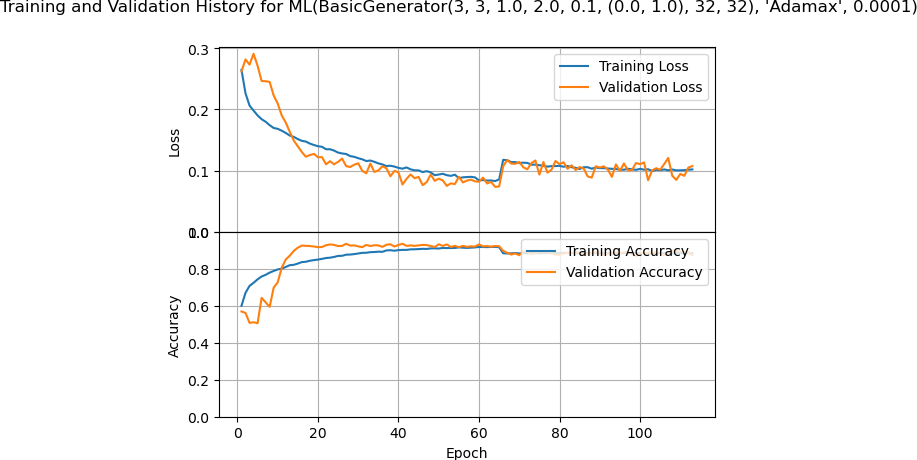 Training and Validation History for ML(BasicGenerator(3, 3, 1.0, 2.0, 0.1, (0.0, 1.0), 32, 32), 'Adamax', 0.0001)
0.3
Training Loss
Validation Loss
0.2
Loss
0.1
0.0
1.0
Training Accuracy
Validation Accuracy
0.8
0.6
Accuracy
0.4
0.2
0.0
0 20 40 60 80 100
Epoch